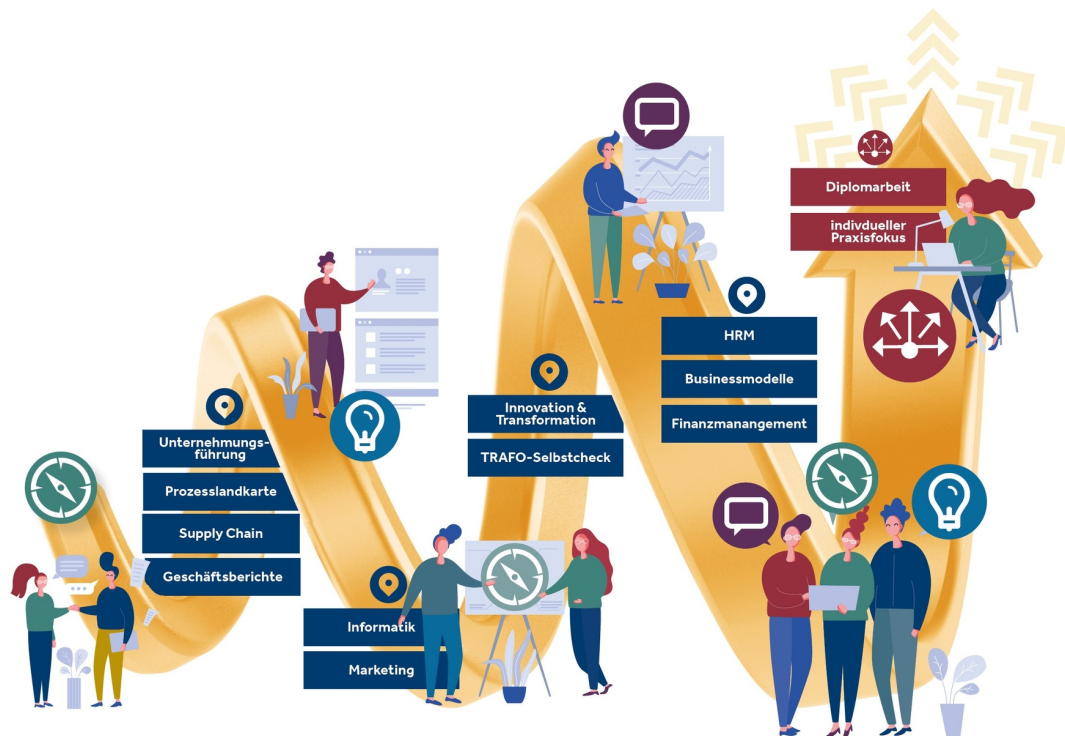 Unternehmungs-
führung
Prozesslandkarte
Supply Chain
Geschäftsberichte
Informatik
Marketing
Innovation &
Transformation
TRAFO-Selbstcheck
HRM
Businessmodelle
Finanzmanangement
Diplomarbeit
indivdueller
Praxisfokus